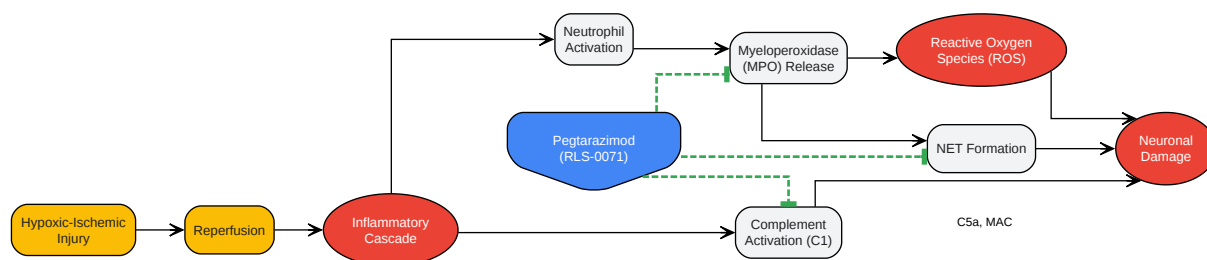 Neutrophil
Activation
Myeloperoxidase
(MPO) Release
Reactive Oxygen
Species (ROS)
Pegtarazimod
(RLS-0071)
NET Formation
Neuronal
Damage
Hypoxic-Ischemic
Injury
Reperfusion
Inflammatory
Cascade
Complement
Activation (C1)
C5a, MAC